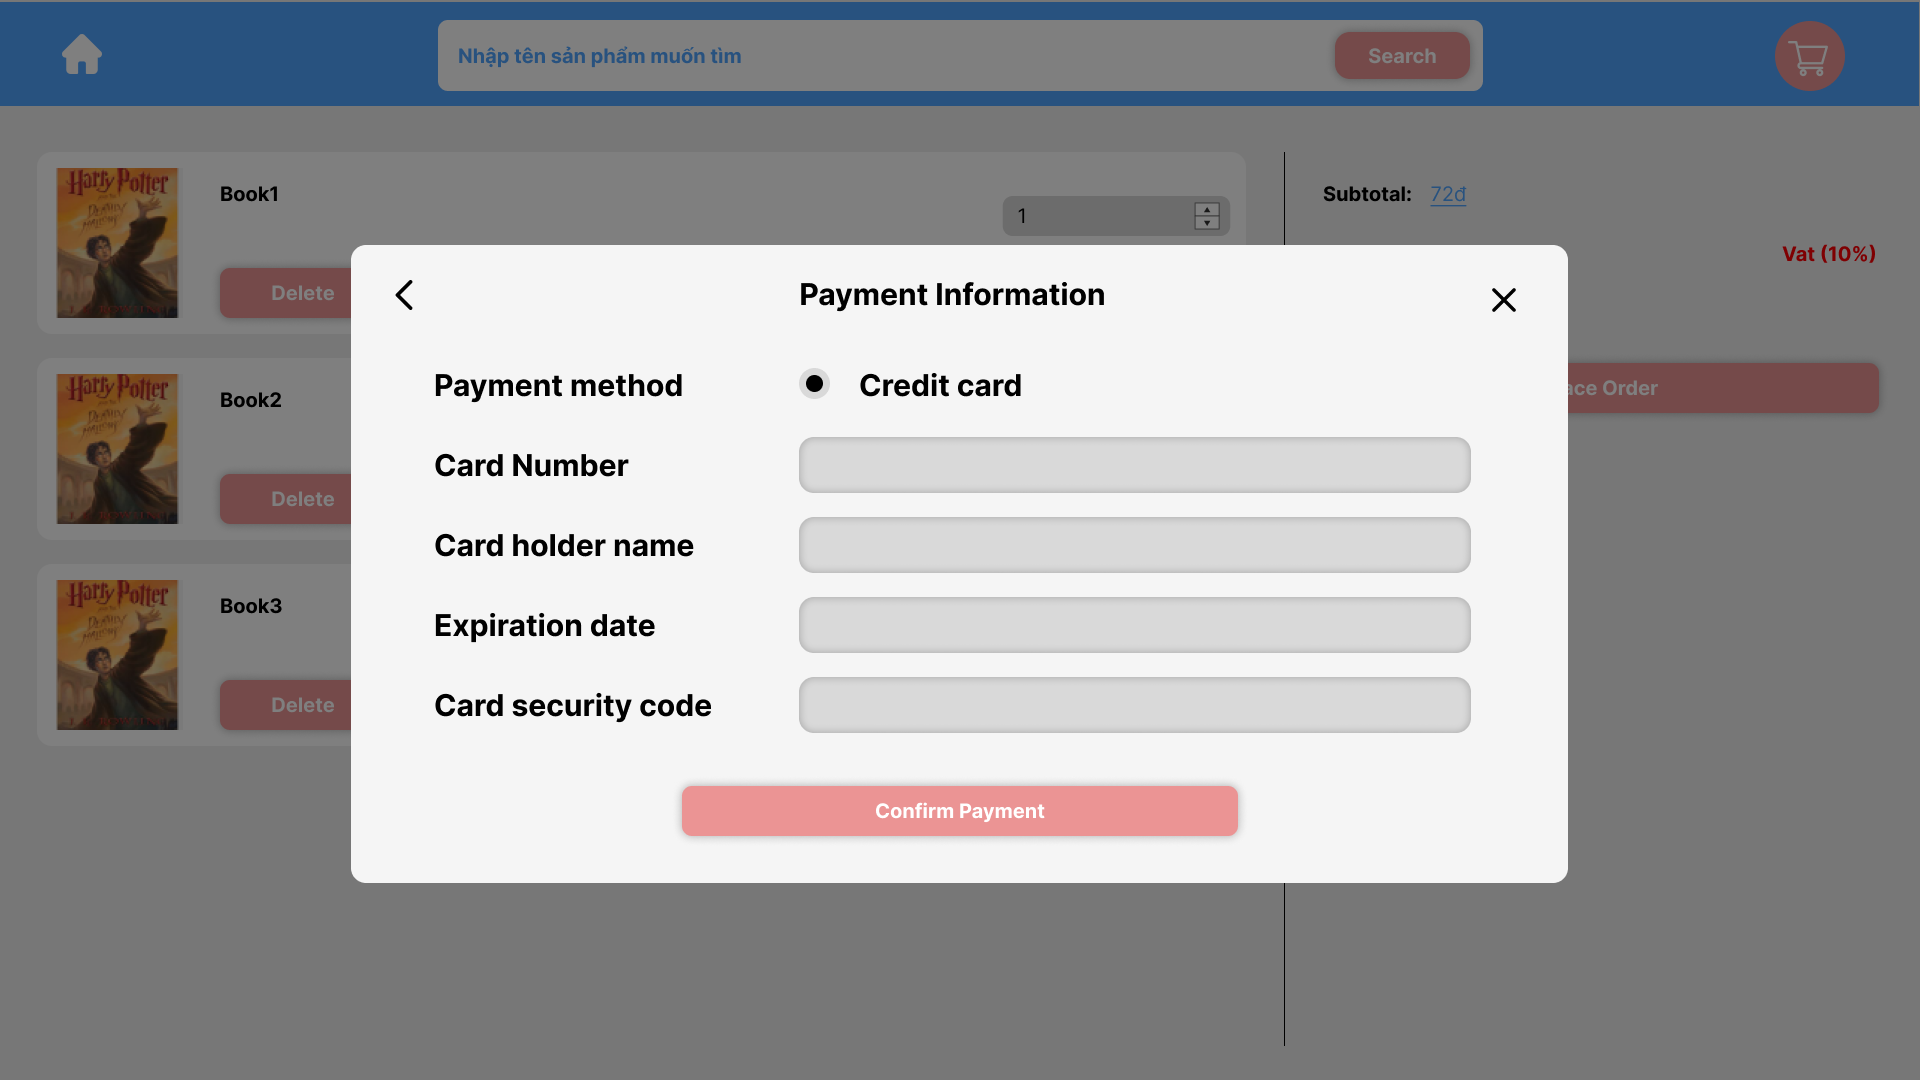 Nhập tên sản phẩm muốn tìm
Search
Harry Potter
Book1
1
Subtotal: 72đ
Vat (10%)
Delete
Payment Information
Harry Potter
Book2
Payment method
Credit card
ace Order
Card Number
Delete
Card holder name
Harry Potter
Book3
Expiration date
Delete
Card security code
Confirm Payment